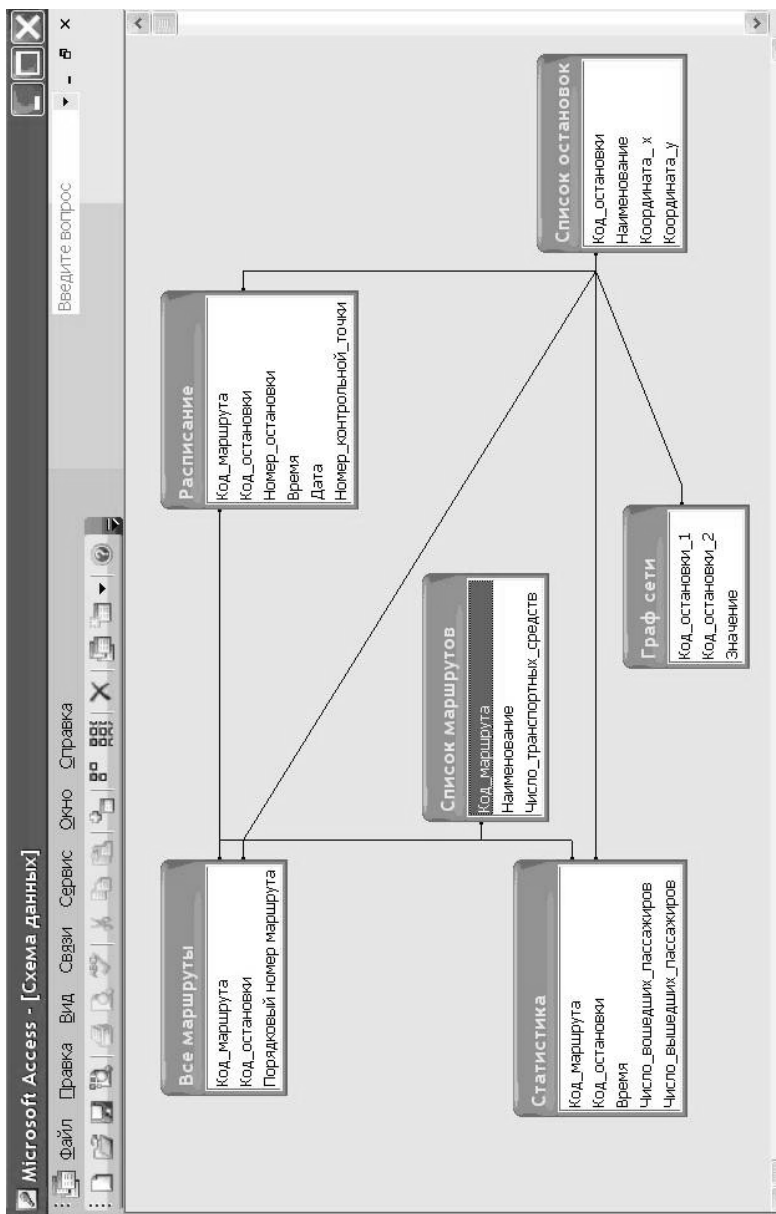 Microsoft Access - [Схема данных]
Файл Правка Вид Связи Сервис Окно Справка
Введите вопрос
Все маршруты
Код_маршрута
Код_остановки
Порядковый номер маршрута
Расписание
Код_маршрута
Код_остановки
Номер_остановки
Время
Дата
Номер_контрольной_точки
Список маршрутов
Код_маршрута
Наименование
Число_транспортных_средств
Статистика
Код_маршрута
Код_остановки
Время
Число_вошедших_пассажиров
Число_вышедших_пассажиров
Граф сети
Код_остановки_1
Код_остановки_2
Значение
Список остановок
Код_остановки
Наименование
Координата_x
Координата_y